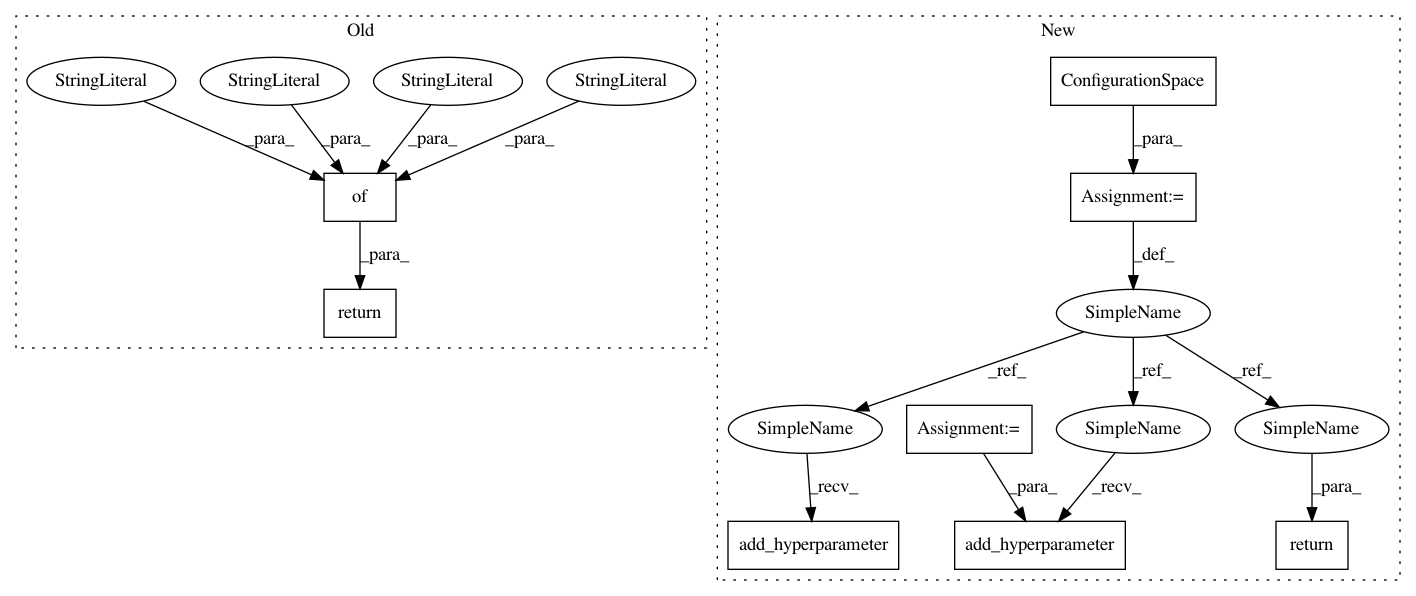 Old
StringLiteral StringLiteral StringLiteral StringLiteral
_para_ _para_ _para_ _para_
of
_para_
return
New
ConfigurationSpace
_para_
Assignment:=
_def_
SimpleName
_ref_ _ref_ _ref_
SimpleName Assignment:= SimpleName SimpleName
_recv_ _para_ _recv_ _para_
add_hyperparameter add_hyperparameter return